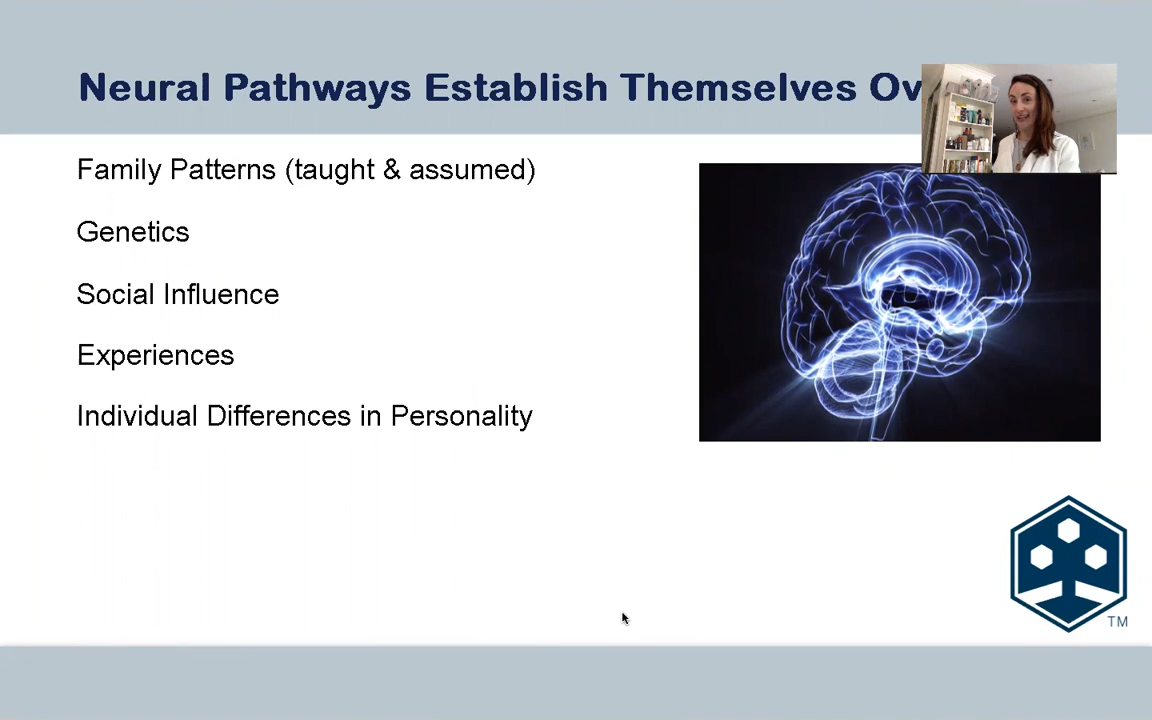 Neural Pathways Establish Themselves Ov
Family Patterns (taught & assumed)
Genetics
Social Influence
Experiences
Individual Differences in Personality
TM